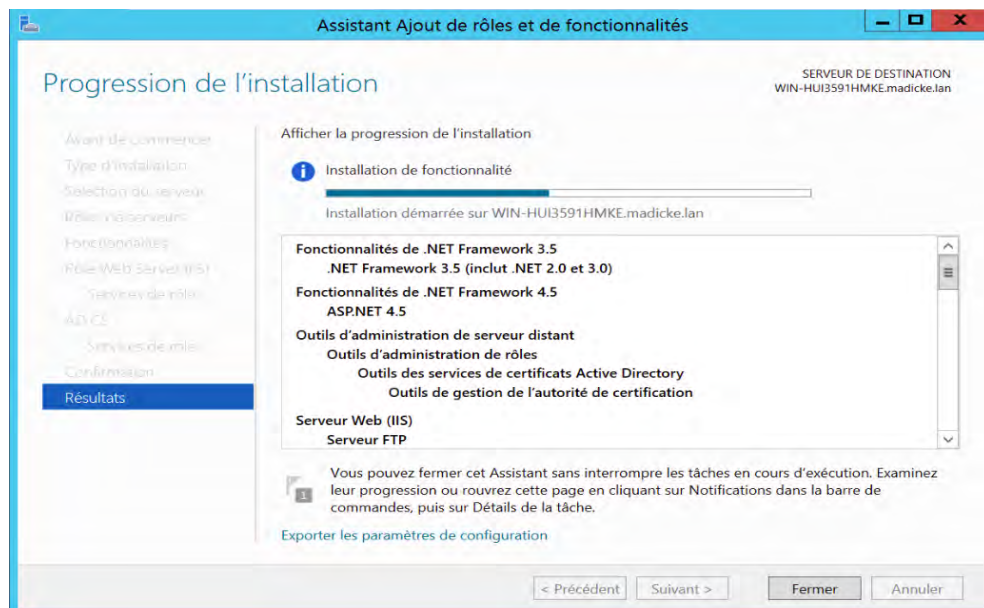 Assistant Ajout de rôles et de fonctionnalités
Progression de l'installation
SERVEUR DE DESTINATION
WIN-HUI3591HMKE.madicke.lan
Avant de commencer
Type d'installation
Sélection du serveur
Rôles de serveurs
Fonctionnalités
Rôle Web Server (IIS)
Services de rôle
AD CS
Services de rôle
Confirmation
Résultats
Afficher la progression de l'installation
Installation de fonctionnalité
Installation démarrée sur WIN-HUI3591HMKE.madicke.lan
Fonctionnalités de .NET Framework 3.5
.NET Framework 3.5 (inclut .NET 2.0 et 3.0)
Fonctionnalités de .NET Framework 4.5
ASP.NET 4.5
Outils d'administration de serveur distant
Outils d'administration de rôles
Outils des services de certificats Active Directory
Outils de gestion de l'autorité de certification
Serveur Web (IIS)
Serveur FTP
1
Vous pouvez fermer cet Assistant sans interrompre les tâches en cours d'exécution. Examinez
leur progression ou rouvrez cette page en cliquant sur Notifications dans la barre de
commandes, puis sur Détails de la tâche.
Exporter les paramètres de configuration
< Précédent
Suivant >
Fermer
Annuler